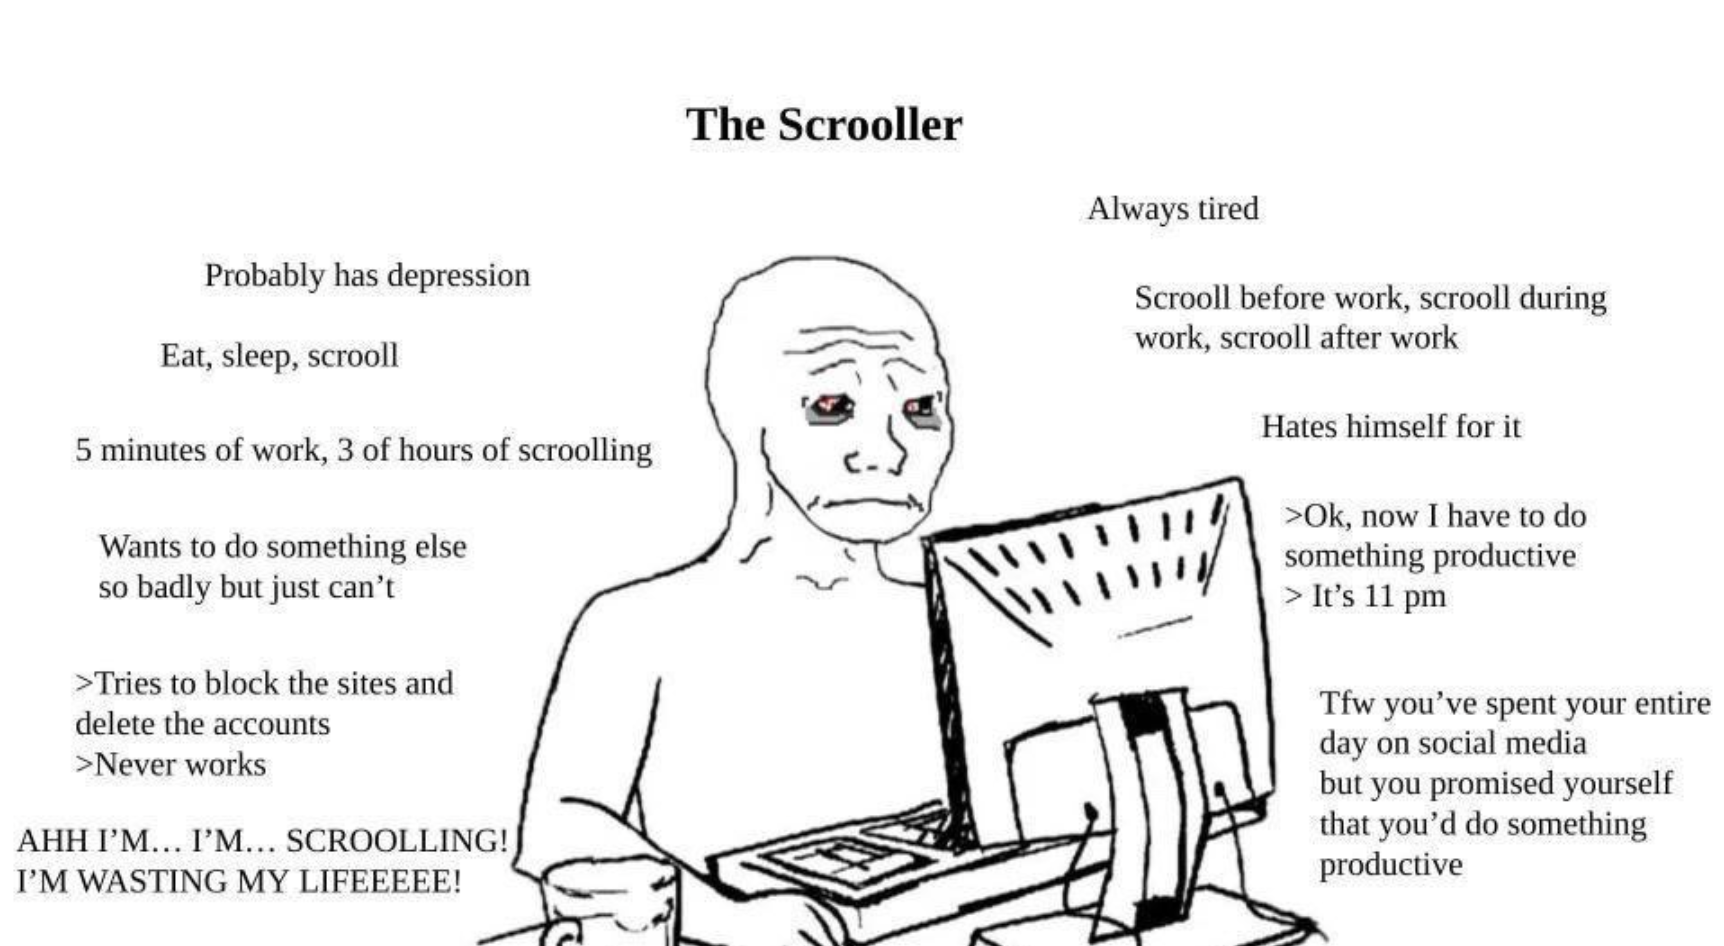 The Scrooller
Always tired
Probably has depression
Scrooll before work, scrooll during
work, scrooll after work
Eat, sleep, scrooll
Hates himself for it
5 minutes of work, 3 of hours of scroolling
>Ok, now I have to do
something productive
> It’s 11 pm
Wants to do something else
so badly but just can’t
>Tries to block the sites and
delete the accounts
>Never works
Tfw you’ve spent your entire
day on social media
but you promised yourself
that you’d do something
productive
AHH I’M… I’M… SCROOLLING!
I’M WASTING MY LIFEEEEE!